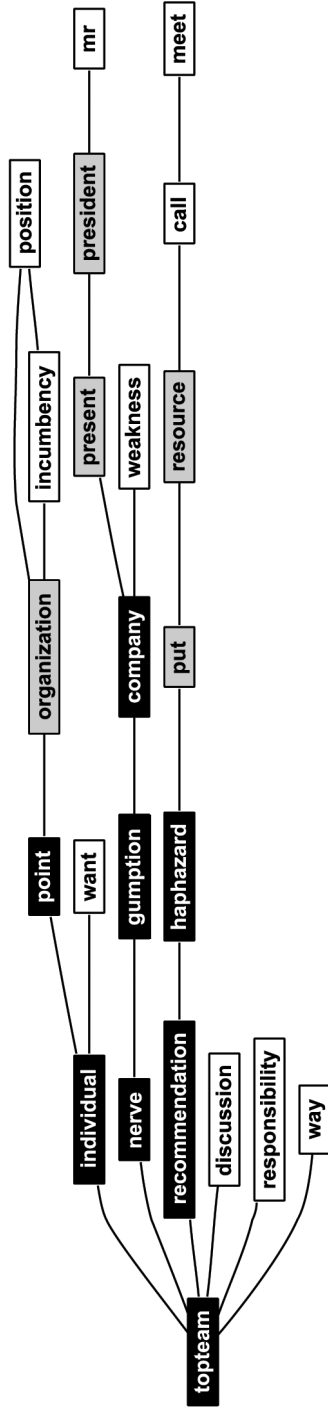 mr
meet
president
call
position
present
resource
incumbency
weakness
organization
company
put
point
want
gumption
haphazard
individual
nerve
recommendation
discussion
responsibility
way
topteam